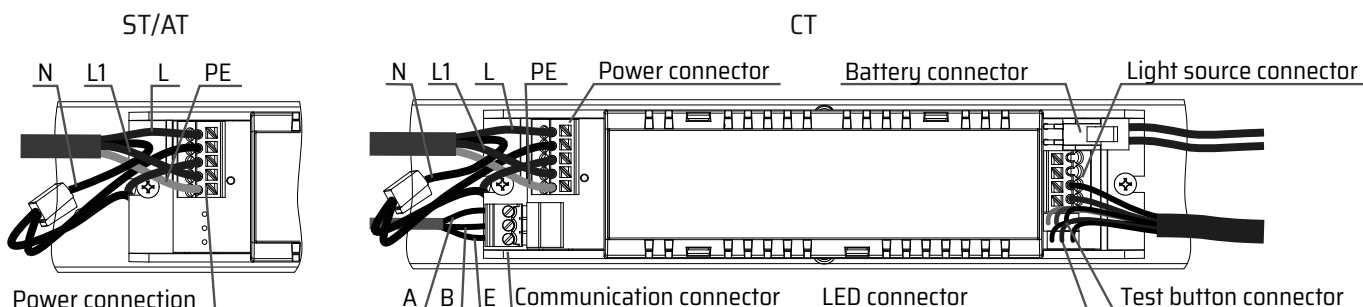 ST/AT CT
N L1 L PE N L1 L PE Power connector Battery connector Light source connector
Power connection A B E Communication connector LED connector Test button connector